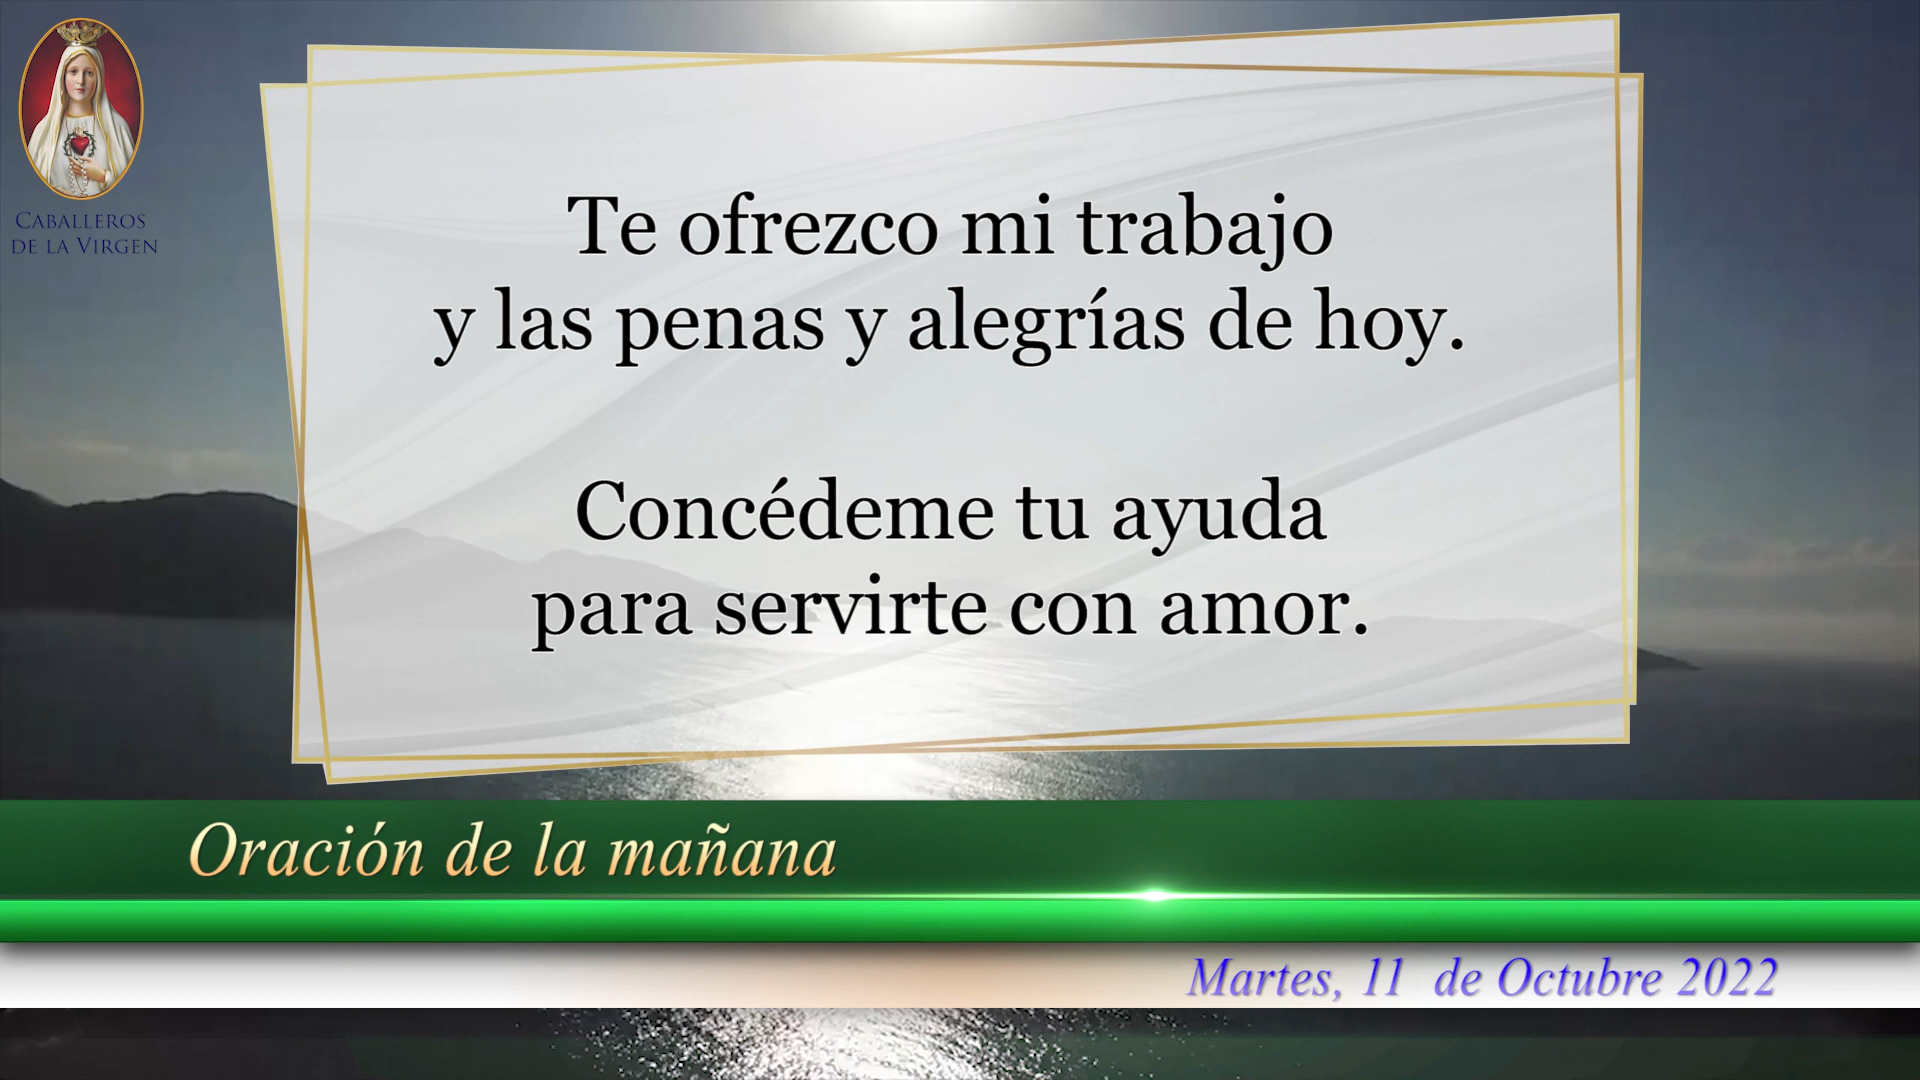 CABALLEROS
DE LA VIRGEN
Te ofrezco mi trabajo
y las penas y alegrías de hoy.
Concédeme tu ayuda
para servirte con amor.
Oración de la mañana
Martes, 11 de Octubre 2022